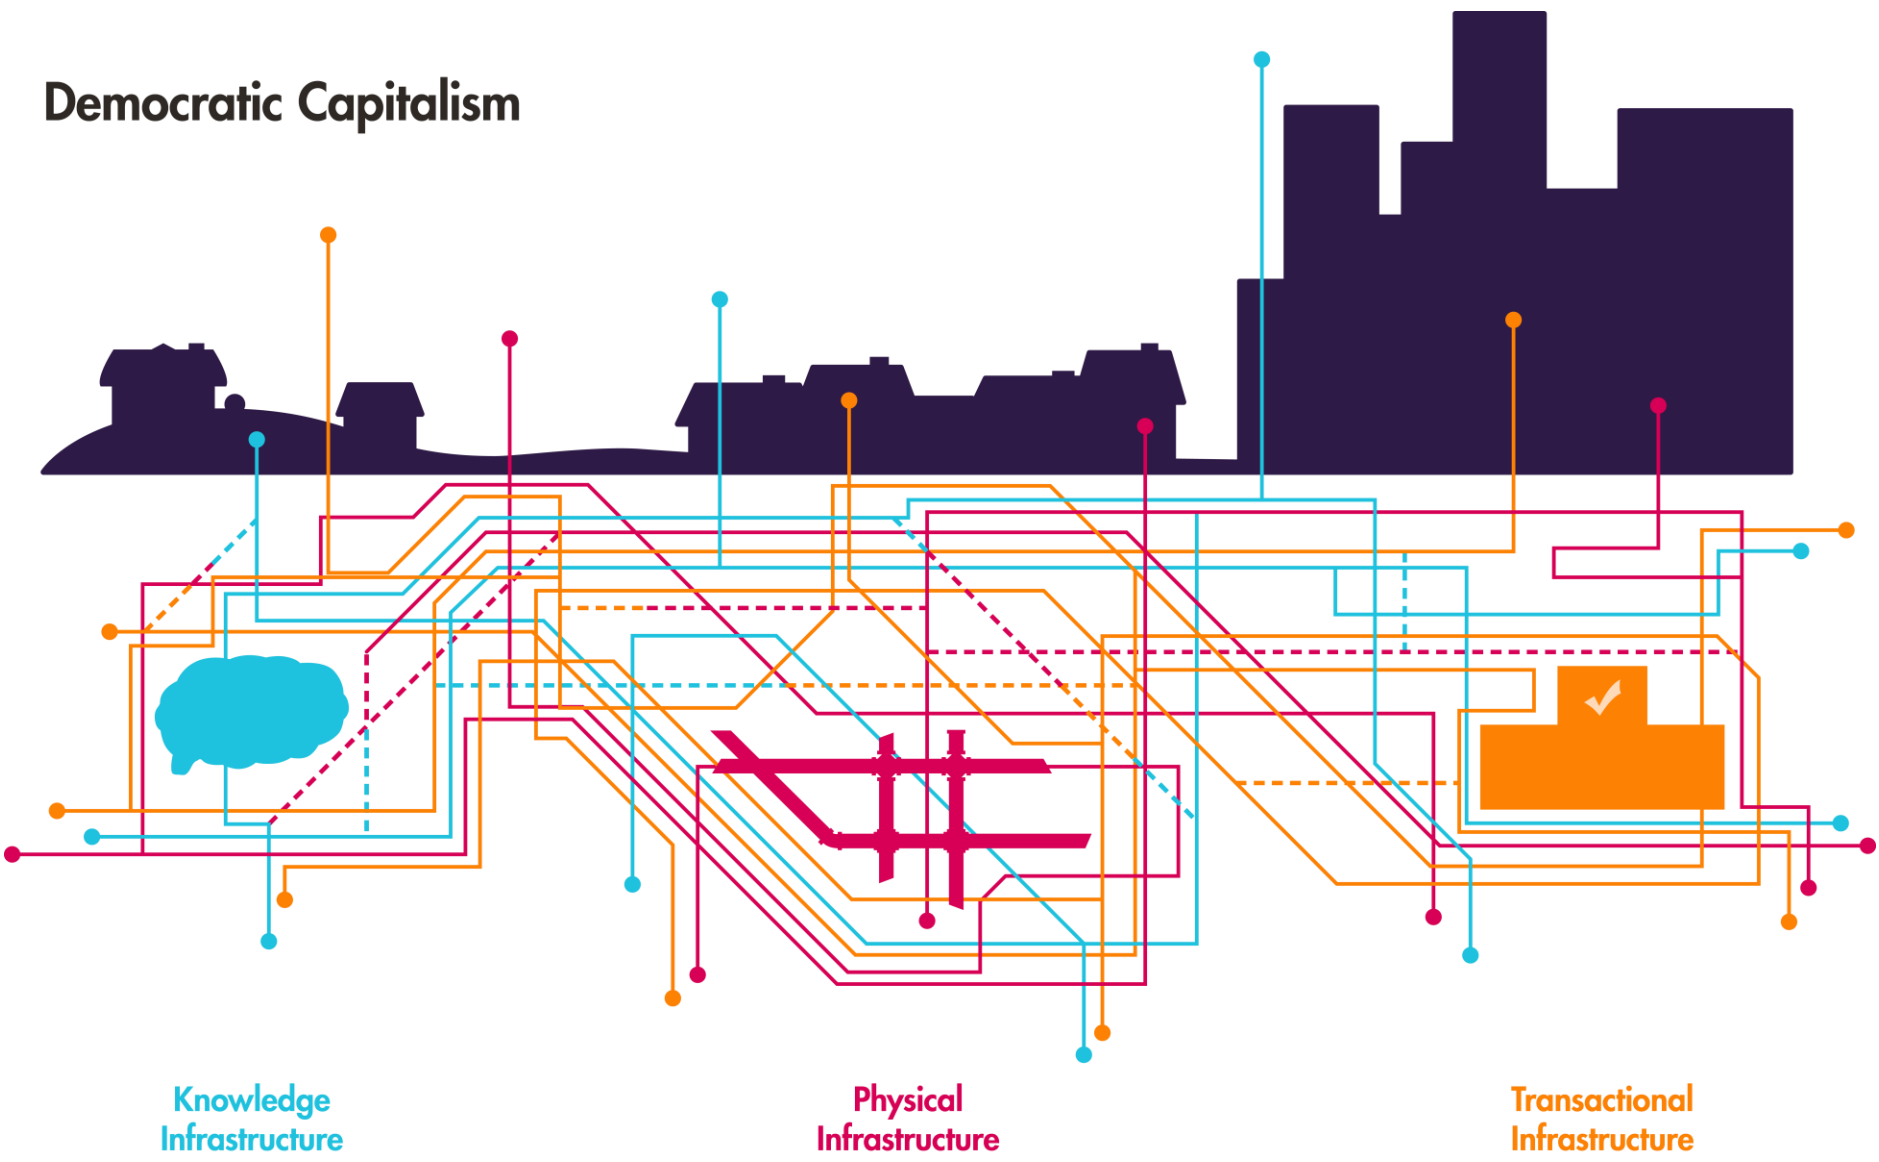 Democratic Capitalism
Knowledge
Infrastructure
Physical
Infrastructure
Transactional
Infrastructure